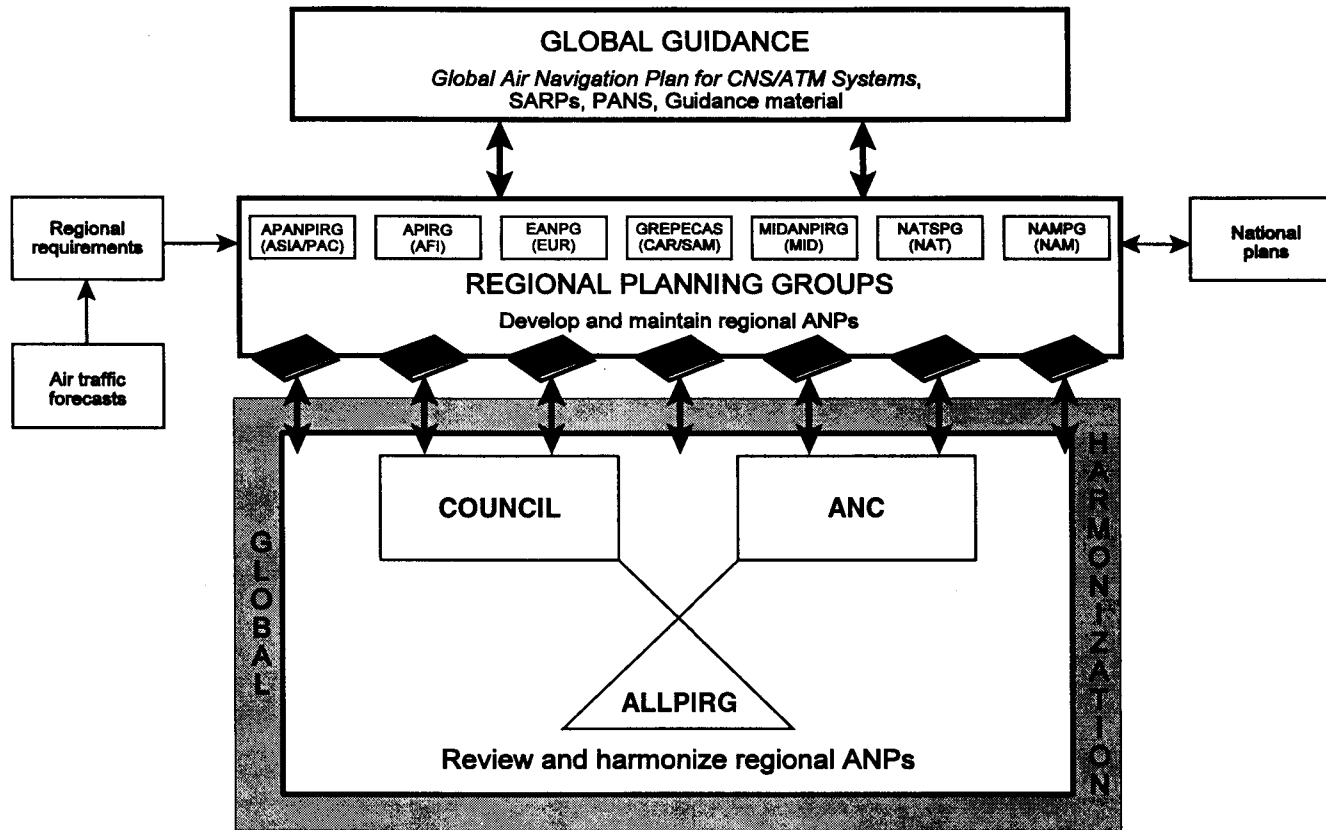 GLOBAL GUIDANCE
Global Air Navigation Plan for CNS/ATM Systems,
SARPs, PANS, Guidance material
Regional
requirements
APANPIRG
(ASIA/PAC)
APIRG
(AFI)
EANPG
(EUR)
GREPECAS
(CAR/SAM)
MIDANPIRG
(MID)
NATSPG
(NAT)
NAMPG
(NAM)
National
plans
REGIONAL PLANNING GROUPS
Develop and maintain regional ANPs
Air traffic
forecasts
GLOBAL
HARMONIZATION
COUNCIL
ANC
ALLPIRG
Review and harmonize regional ANPs